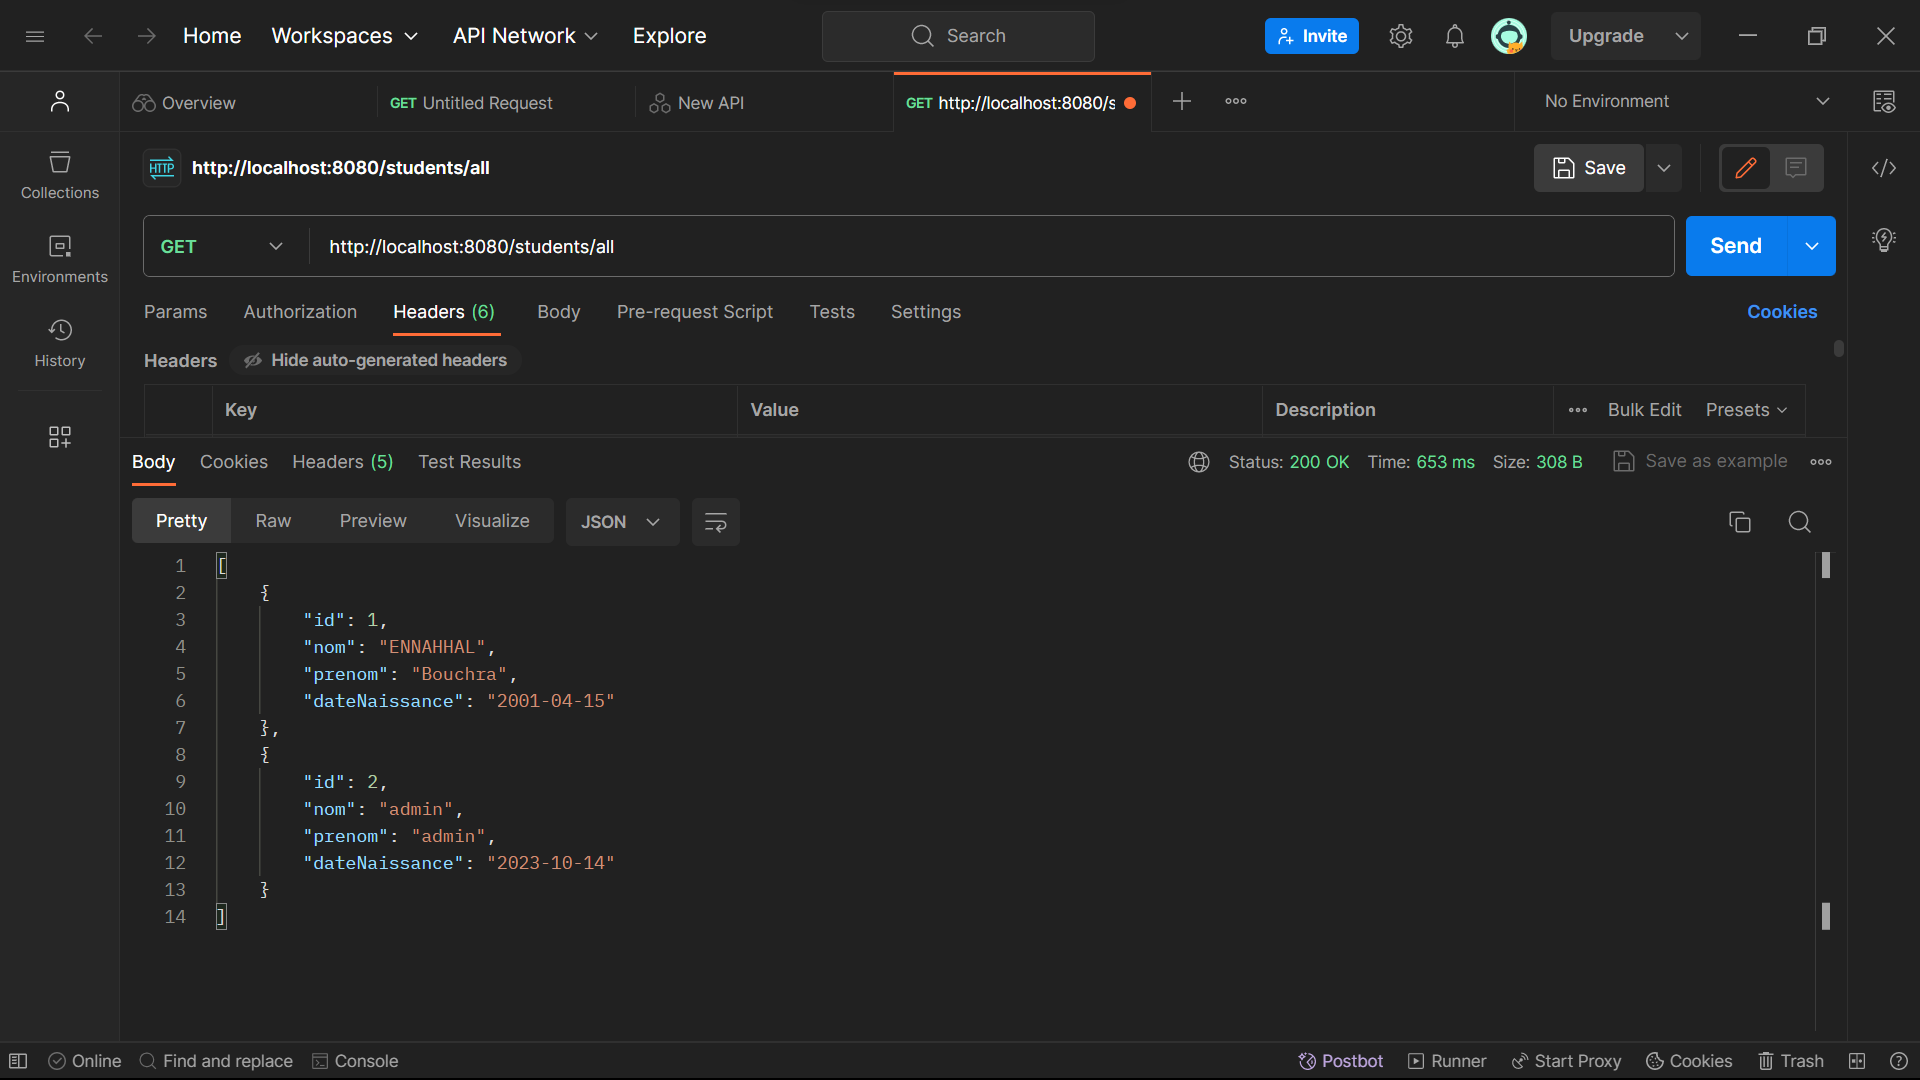 Home Workspaces API Network Explore Search Invite Upgrade
Overview GET Untitled Request New API GET http://localhost:8080/s No Environment
HTTP http://localhost:8080/students/all Save
Collections
Environments
History
GET http://localhost:8080/students/all Send
Params Authorization Headers (6) Body Pre-request Script Tests Settings Cookies
Headers Hide auto-generated headers
Key Value Description Bulk Edit Presets
Body Cookies Headers (5) Test Results Status: 200 OK Time: 653 ms Size: 308 B Save as example
Pretty Raw Preview Visualize JSON
1 [
2 {
3 "id": 1,
4 "nom": "ENNAHHAL",
5 "prenom": "Bouchra",
6 "dateNaissance": "2001-04-15"
7 },
8 {
9 "id": 2,
10 "nom": "admin",
11 "prenom": "admin",
12 "dateNaissance": "2023-10-14"
13 }
14 ]
Online Find and replace Console Postbot Runner Start Proxy Cookies Trash